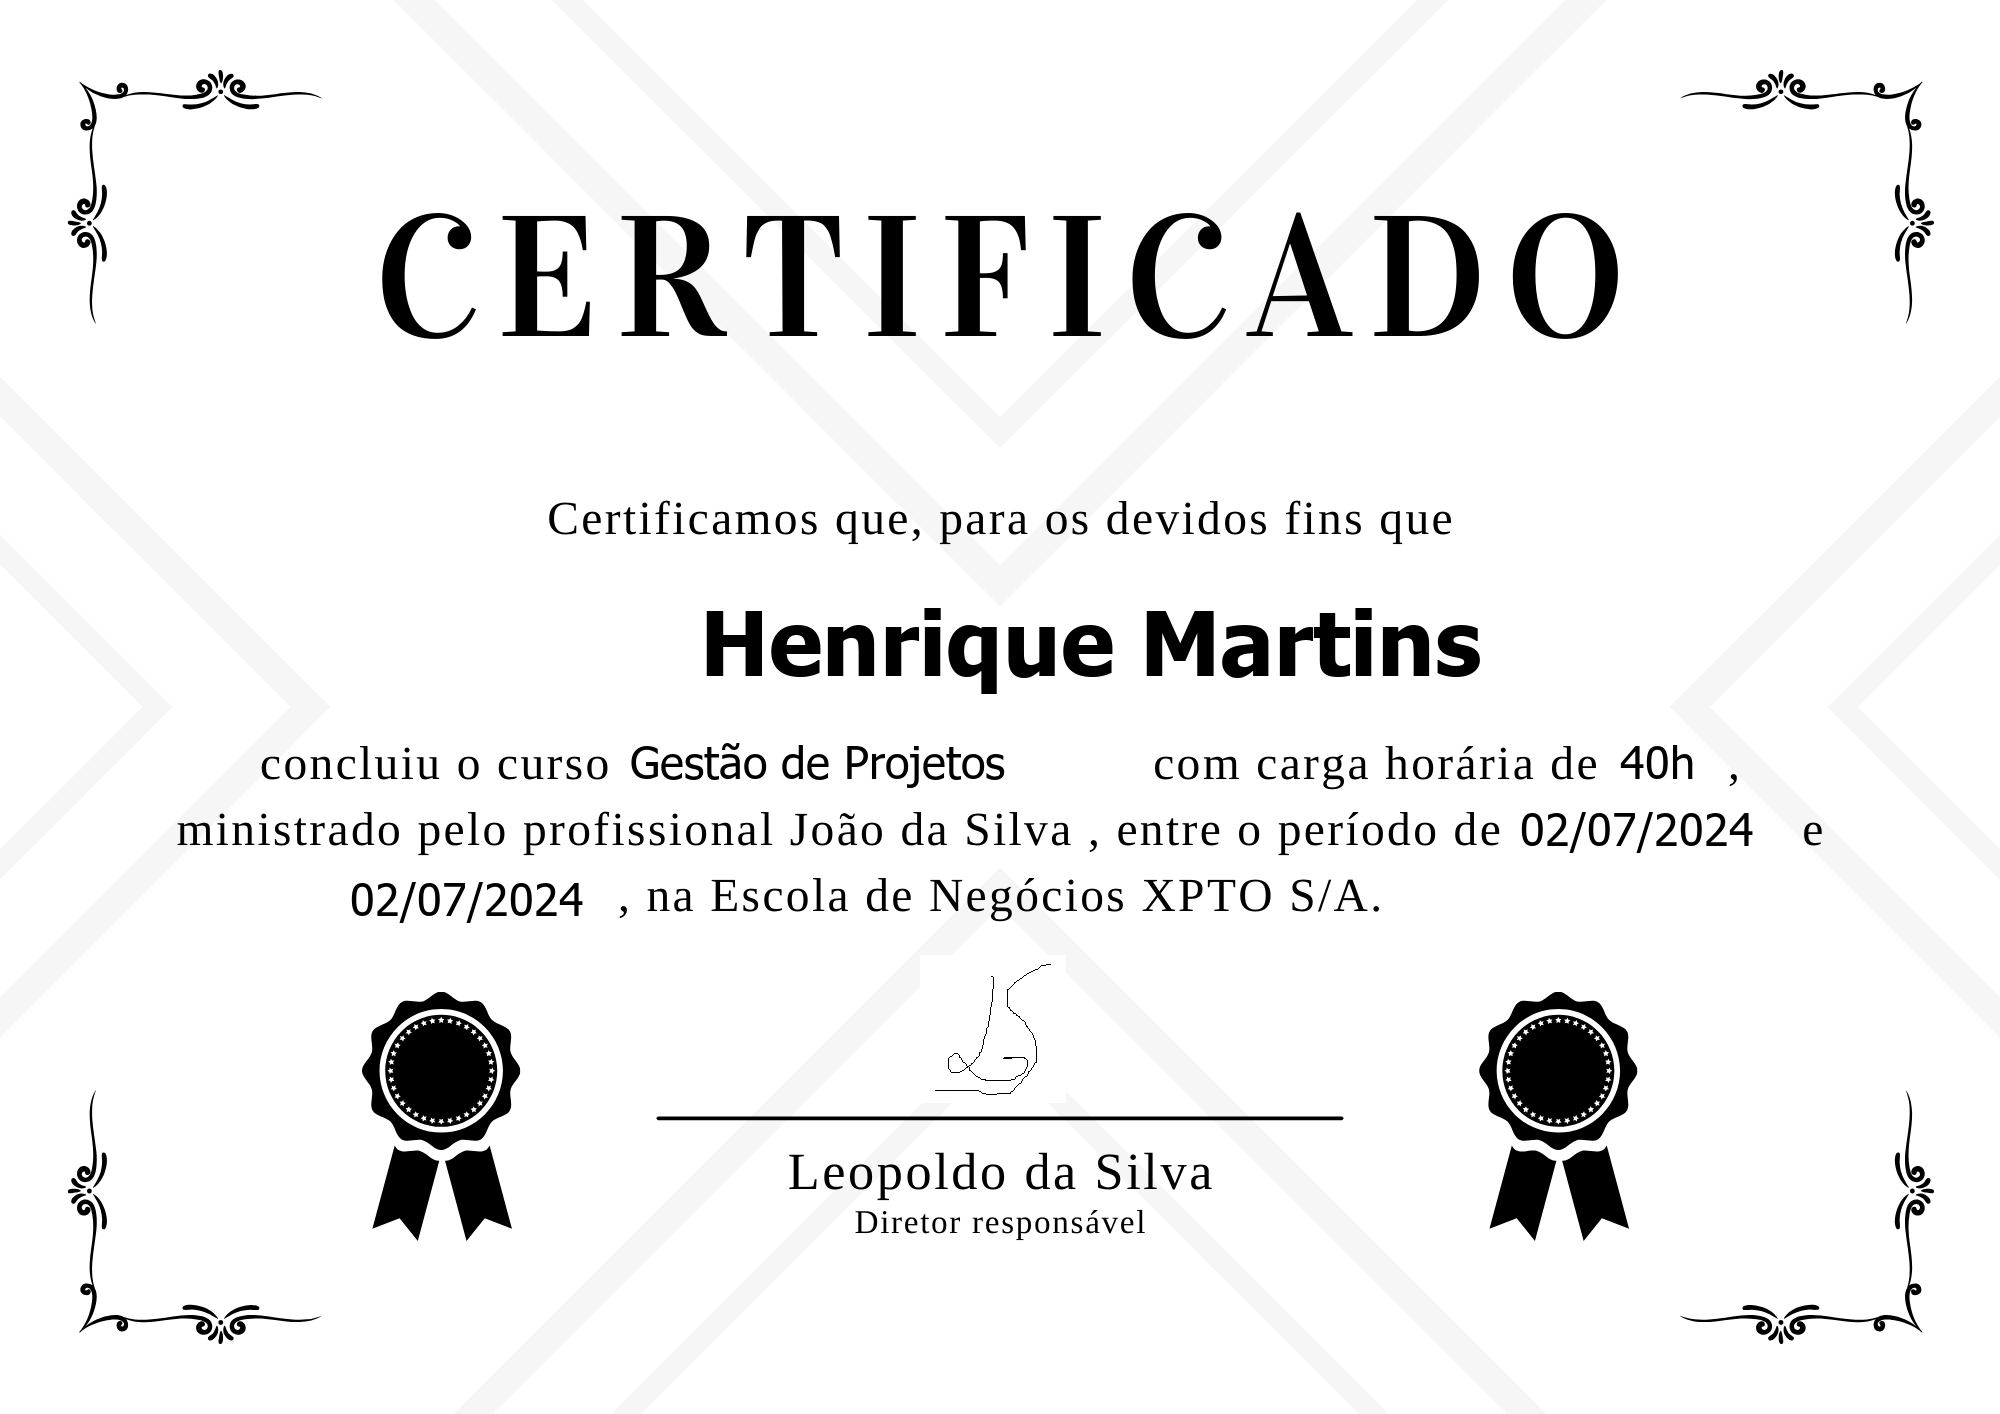 CERTIFICADO
Certificamos que, para os devidos fins que
Henrique Martins
concluiu o curso Gestão de Projetos com carga horária de 40h ,
ministrado pelo profissional João da Silva , entre o período de 02/07/2024 e
02/07/2024 , na Escola de Negócios XPTO S/A.
Leopoldo da Silva
Diretor responsável